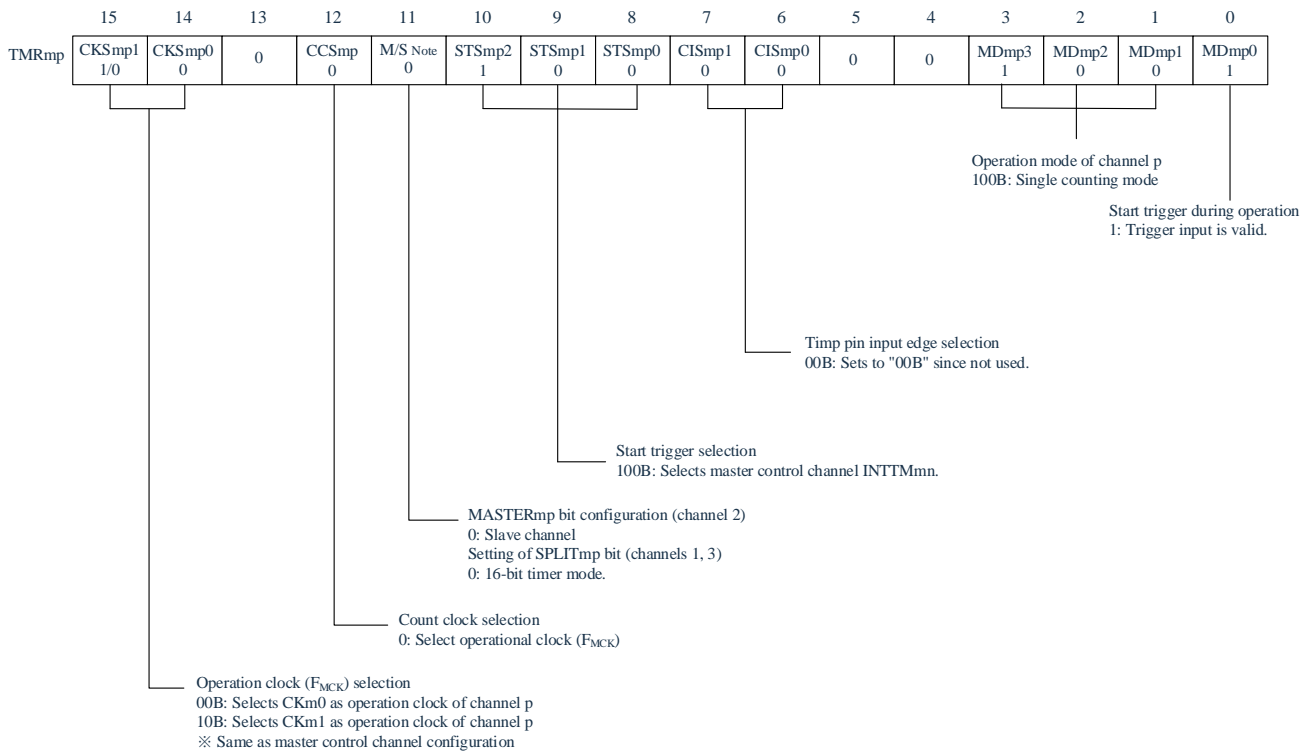 15 14 13 12 11 10 9 8 7 6 5 4 3 2 1 0
TMRmp CKSmp1 CKSmp0 0 CCSmp M/S Note STSmp2 STSmp1 STSmp0 CISmp1 CISmp0 0 0 MDmp3 MDmp2 MDmp1 MDmp0
1/0 0 0 0 1 0 0 0 0 1 0 0 1
Operation mode of channel p
100B: Single counting mode
Start trigger during operation
1: Trigger input is valid.
Timp pin input edge selection
00B: Sets to "00B" since not used.
Start trigger selection
100B: Selects master control channel INTTMmn.
MASTERmp bit configuration (channel 2)
0: Slave channel
Setting of SPLITmp bit (channels 1, 3)
0: 16-bit timer mode.
Count clock selection
0: Select operational clock (FMCK)
Operation clock (FMCK) selection
00B: Selects CKm0 as operation clock of channel p
10B: Selects CKm1 as operation clock of channel p
※ Same as master control channel configuration